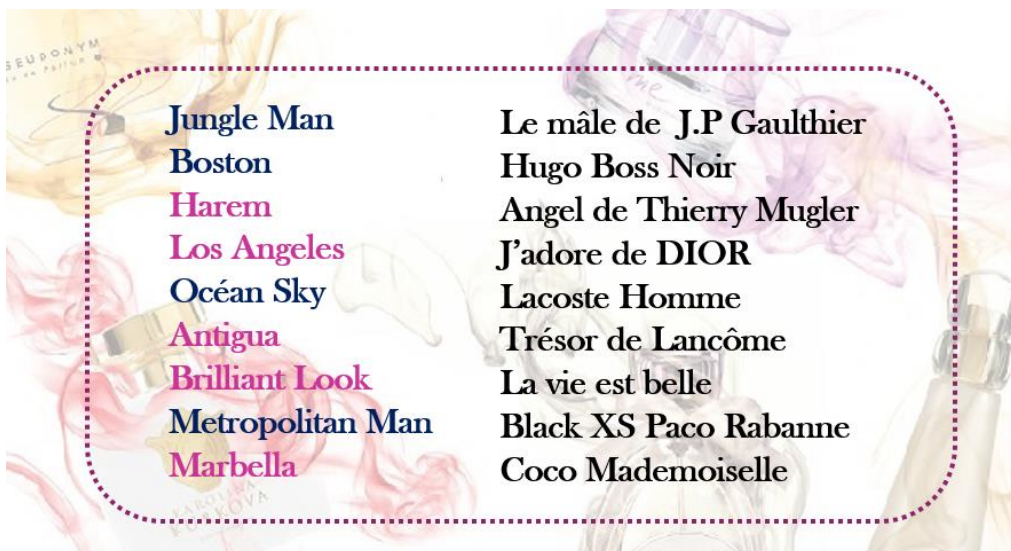 Jungle Man Le mâle de J.P Gaulthier
Boston Hugo Boss Noir
Harem Angel de Thierry Mugler
Los Angeles J’adore de DIOR
Océan Sky Lacoste Homme
Antigua Trésor de Lancôme
Brilliant Look La vie est belle
Metropolitan Man Black XS Paco Rabanne
Marbella Coco Mademoiselle